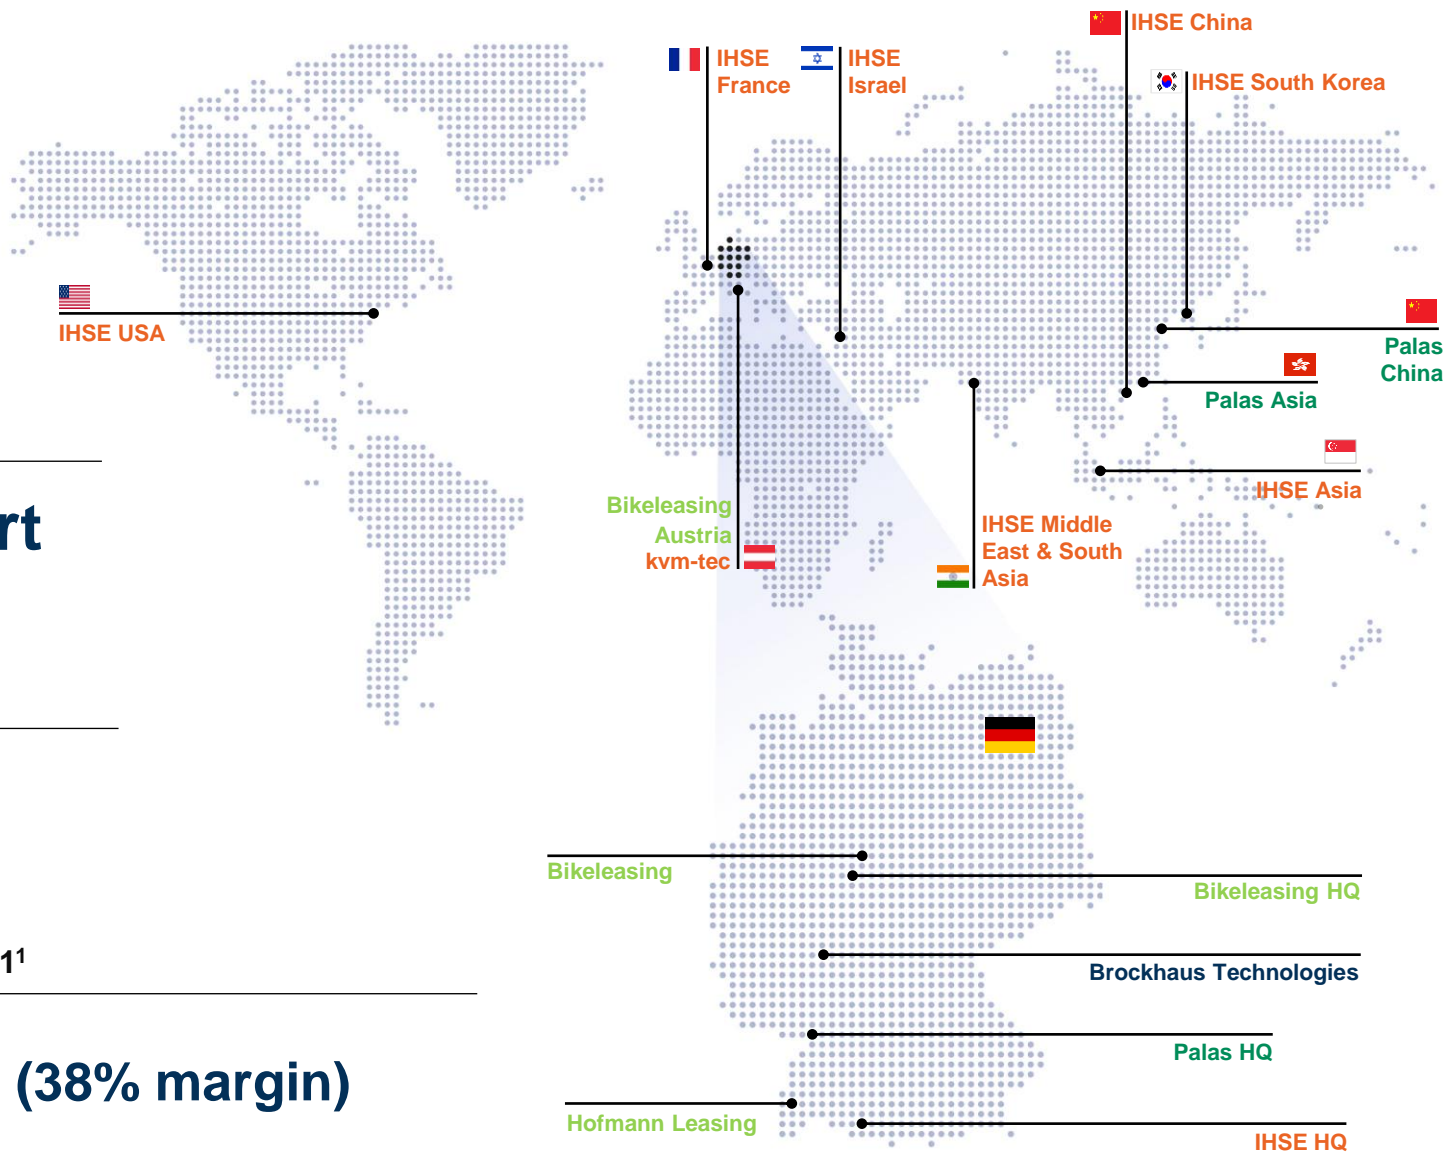 IHSE China
IHSE
France
IHSE
Israel
IHSE South Korea
IHSE USA
Palas
China
Palas Asia
IHSE Asia
Bikeleasing
Austria
kvm-tec
IHSE Middle
East & South
Asia
rt
Bikeleasing
Bikeleasing HQ
1¹
Brockhaus Technologies
Palas HQ
(38% margin)
Hofmann Leasing
IHSE HQ